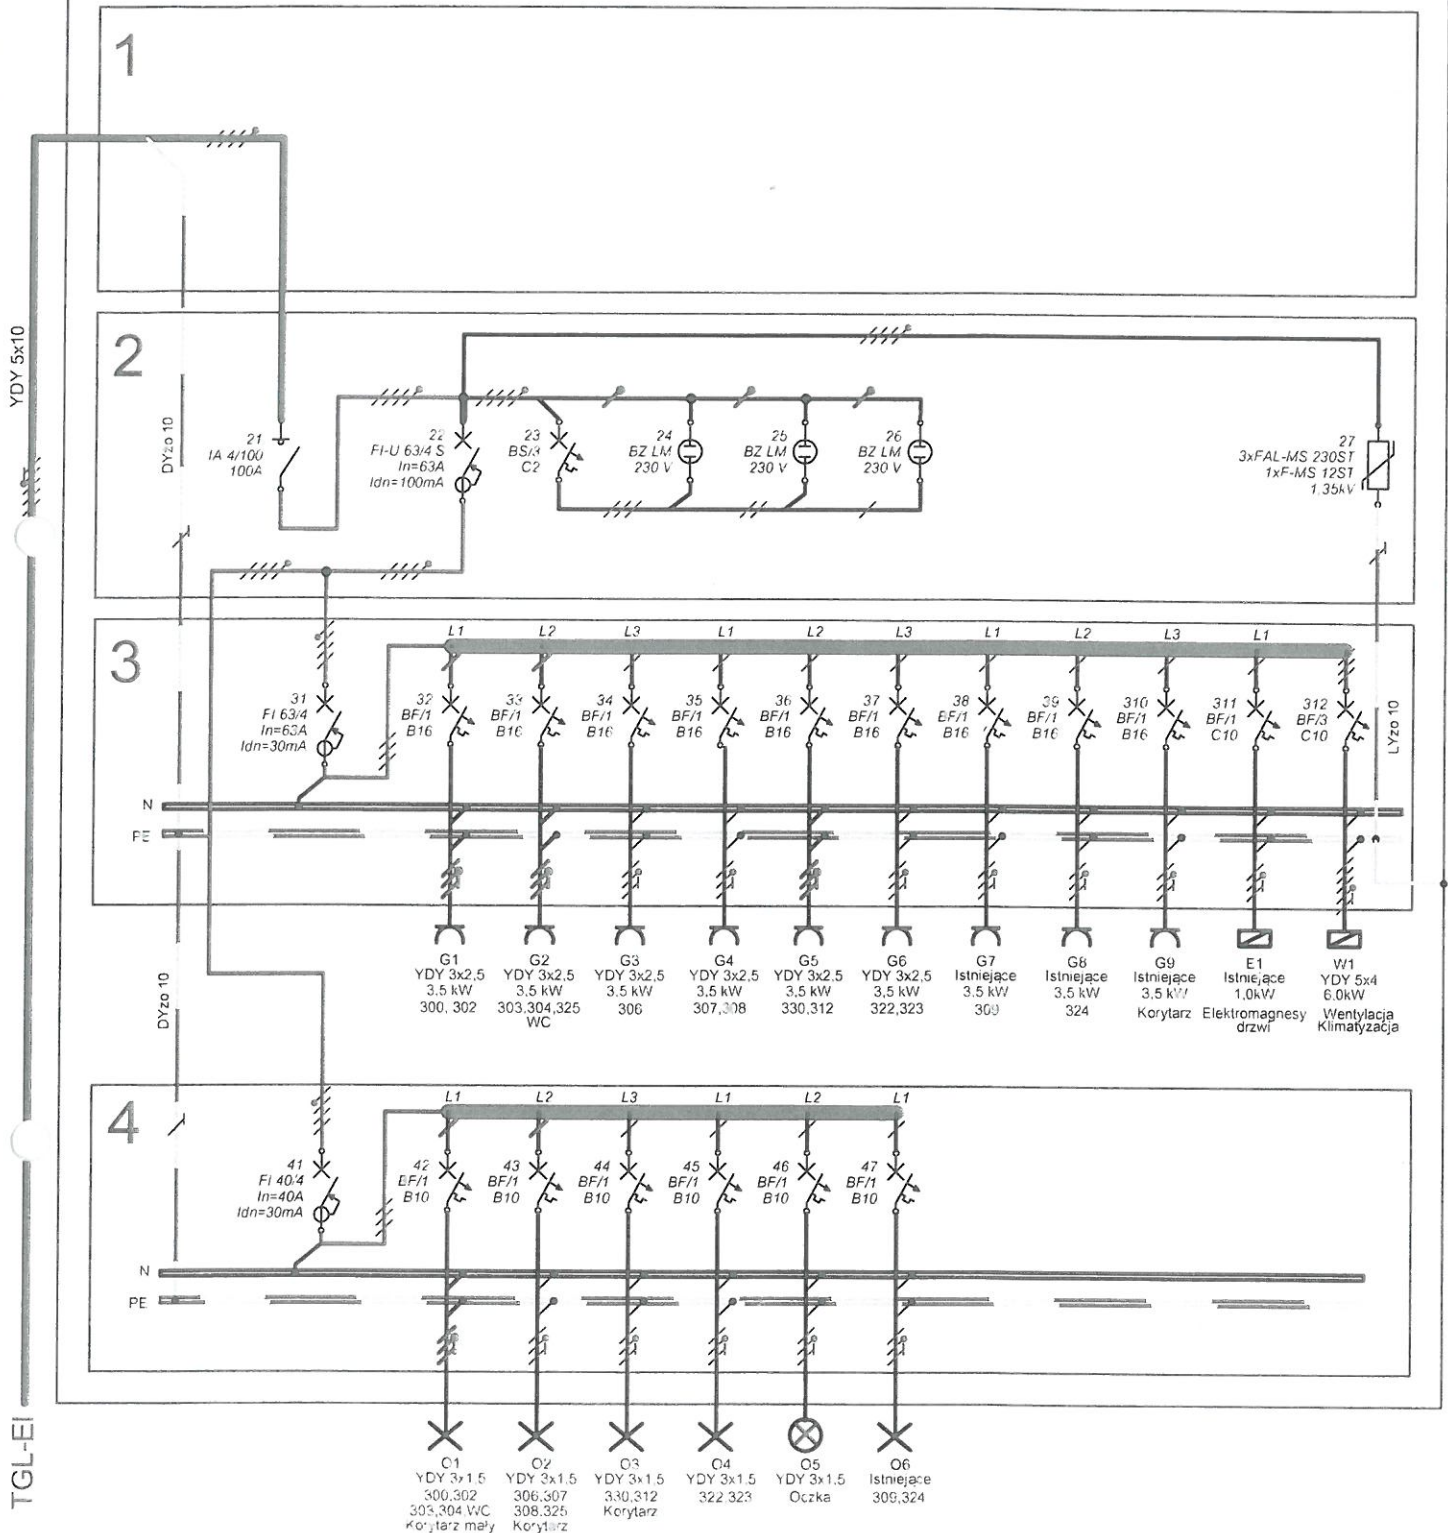 1
YDY 5x10
2
DYżo 10
21
IA 4/100
100A
22
FI-U 63/4 S
In=63A
Idn=100mA
23
BS/3
C2
24
BZ LM
230 V
25
BZ LM
230 V
26
BZ LM
230 V
27
3xFAL-MS 230ST
1xF-MS 12ST
1,35kV
3
L1
L2
L3
L1
L2
L3
L1
L2
L3
L1
31
FI 63/4
In=63A
Idn=30mA
32
BF/1
B16
33
BF/1
B16
34
BF/1
B16
35
BF/1
B16
36
BF/1
B16
37
BF/1
B16
38
BF/1
B16
39
BF/1
B16
310
BF/1
B16
311
BF/1
C10
312
BF/3
C10
LYżo 10
N
PE
G1
YDY 3x2,5
3,5 kW
300, 302
G2
YDY 3x2,5
3,5 kW
303,304,325
WC
G3
YDY 3x2,5
3,5 kW
306
G4
YDY 3x2,5
3,5 kW
307,308
G5
YDY 3x2,5
3,5 kW
330,312
G6
YDY 3x2,5
3,5 kW
322,323
G7
Istniejące
3,5 kW
309
G8
Istniejące
3,5 kW
324
G9
Istniejące
3,5 kW
Korytarz
E1
Istniejące
1,0kW
Elektromagnesy
drzwi
W1
YDY 5x4
6,0kW
Wentylacja
Klimatyzacja
DYżo 10
4
L1
L2
L3
L1
L2
L1
41
FI 40/4
In=40A
Idn=30mA
42
BF/1
B10
43
BF/1
B10
44
BF/1
B10
45
BF/1
B10
46
BF/1
B10
47
BF/1
B10
N
PE
TGL-EI
O1
YDY 3x1,5
300,302
303,304,WC
Korytarz mały
O2
YDY 3x1,5
306,307
308,325
Korytarz
O3
YDY 3x1,5
330,312
Korytarz
O4
YDY 3x1,5
322,323
O5
YDY 3x1,5
Oczka
O6
Istniejące
309,324